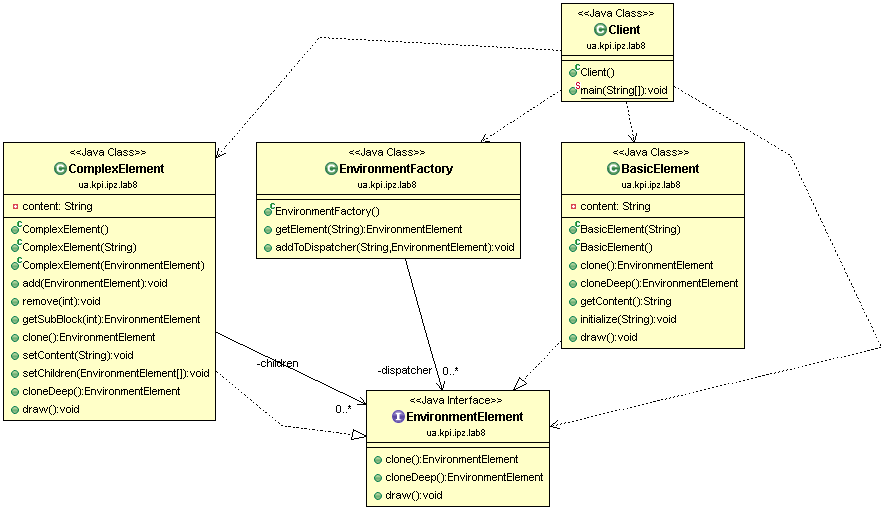 <<Java Class>>
Client
ua.kpi.ipz.lab8
Client()
main(String[]):void
<<Java Class>>
ComplexElement
ua.kpi.ipz.lab8
content: String
ComplexElement()
ComplexElement(String)
ComplexElement(EnvironmentElement)
add(EnvironmentElement):void
remove(int):void
getSubBlock(int):EnvironmentElement
clone():EnvironmentElement
setContent(String):void
setChildren(EnvironmentElement[]):void
cloneDeep():EnvironmentElement
draw():void
<<Java Class>>
EnvironmentFactory
ua.kpi.ipz.lab8
EnvironmentFactory()
getElement(String):EnvironmentElement
addToDispatcher(String,EnvironmentElement):void
<<Java Class>>
BasicElement
ua.kpi.ipz.lab8
content: String
BasicElement(String)
BasicElement()
clone():EnvironmentElement
cloneDeep():EnvironmentElement
getContent():String
initialize(String):void
draw():void
-children
0..*
-dispatcher
0..*
<<Java Interface>>
EnvironmentElement
ua.kpi.ipz.lab8
clone():EnvironmentElement
cloneDeep():EnvironmentElement
draw():void